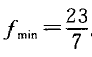 f_min = 23/7.